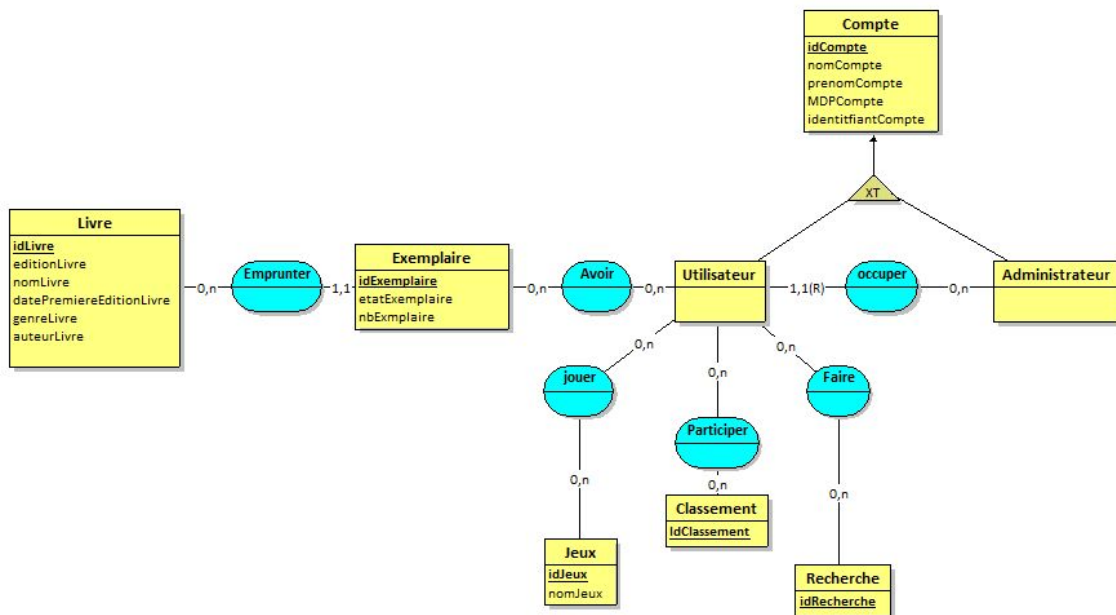 Compte
idCompte
nomCompte
prenomCompte
MDPCompte
identitfiantCompte
XT
Livre
idLivre
editionLivre
nomLivre
datePremiereEditionLivre
genreLivre
auteurLivre
0,n
Emprunter
1,1
Exemplaire
idExemplaire
etatExemplaire
nbExmplaire
0,n
Avoir
0,n
Utilisateur
1,1(R)
occuper
0,n
Administrateur
0,n
0,n
0,n
jouer
Participer
Faire
0,n
0,n
0,n
Classement
IdClassement
Jeux
idJeux
nomJeux
Recherche
idRecherche